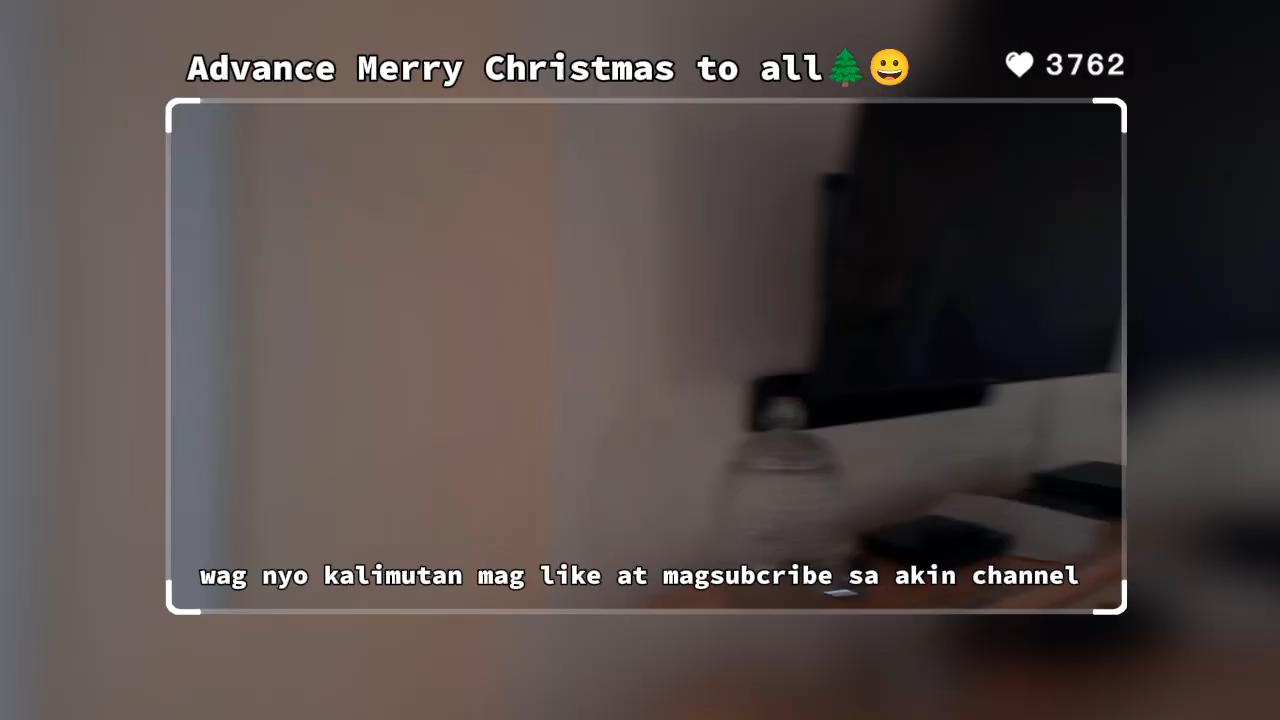 Advance Merry Christmas to all🌲😀
🤍 3762
wag nyo kalimutan mag like at magsubcribe sa akin channel